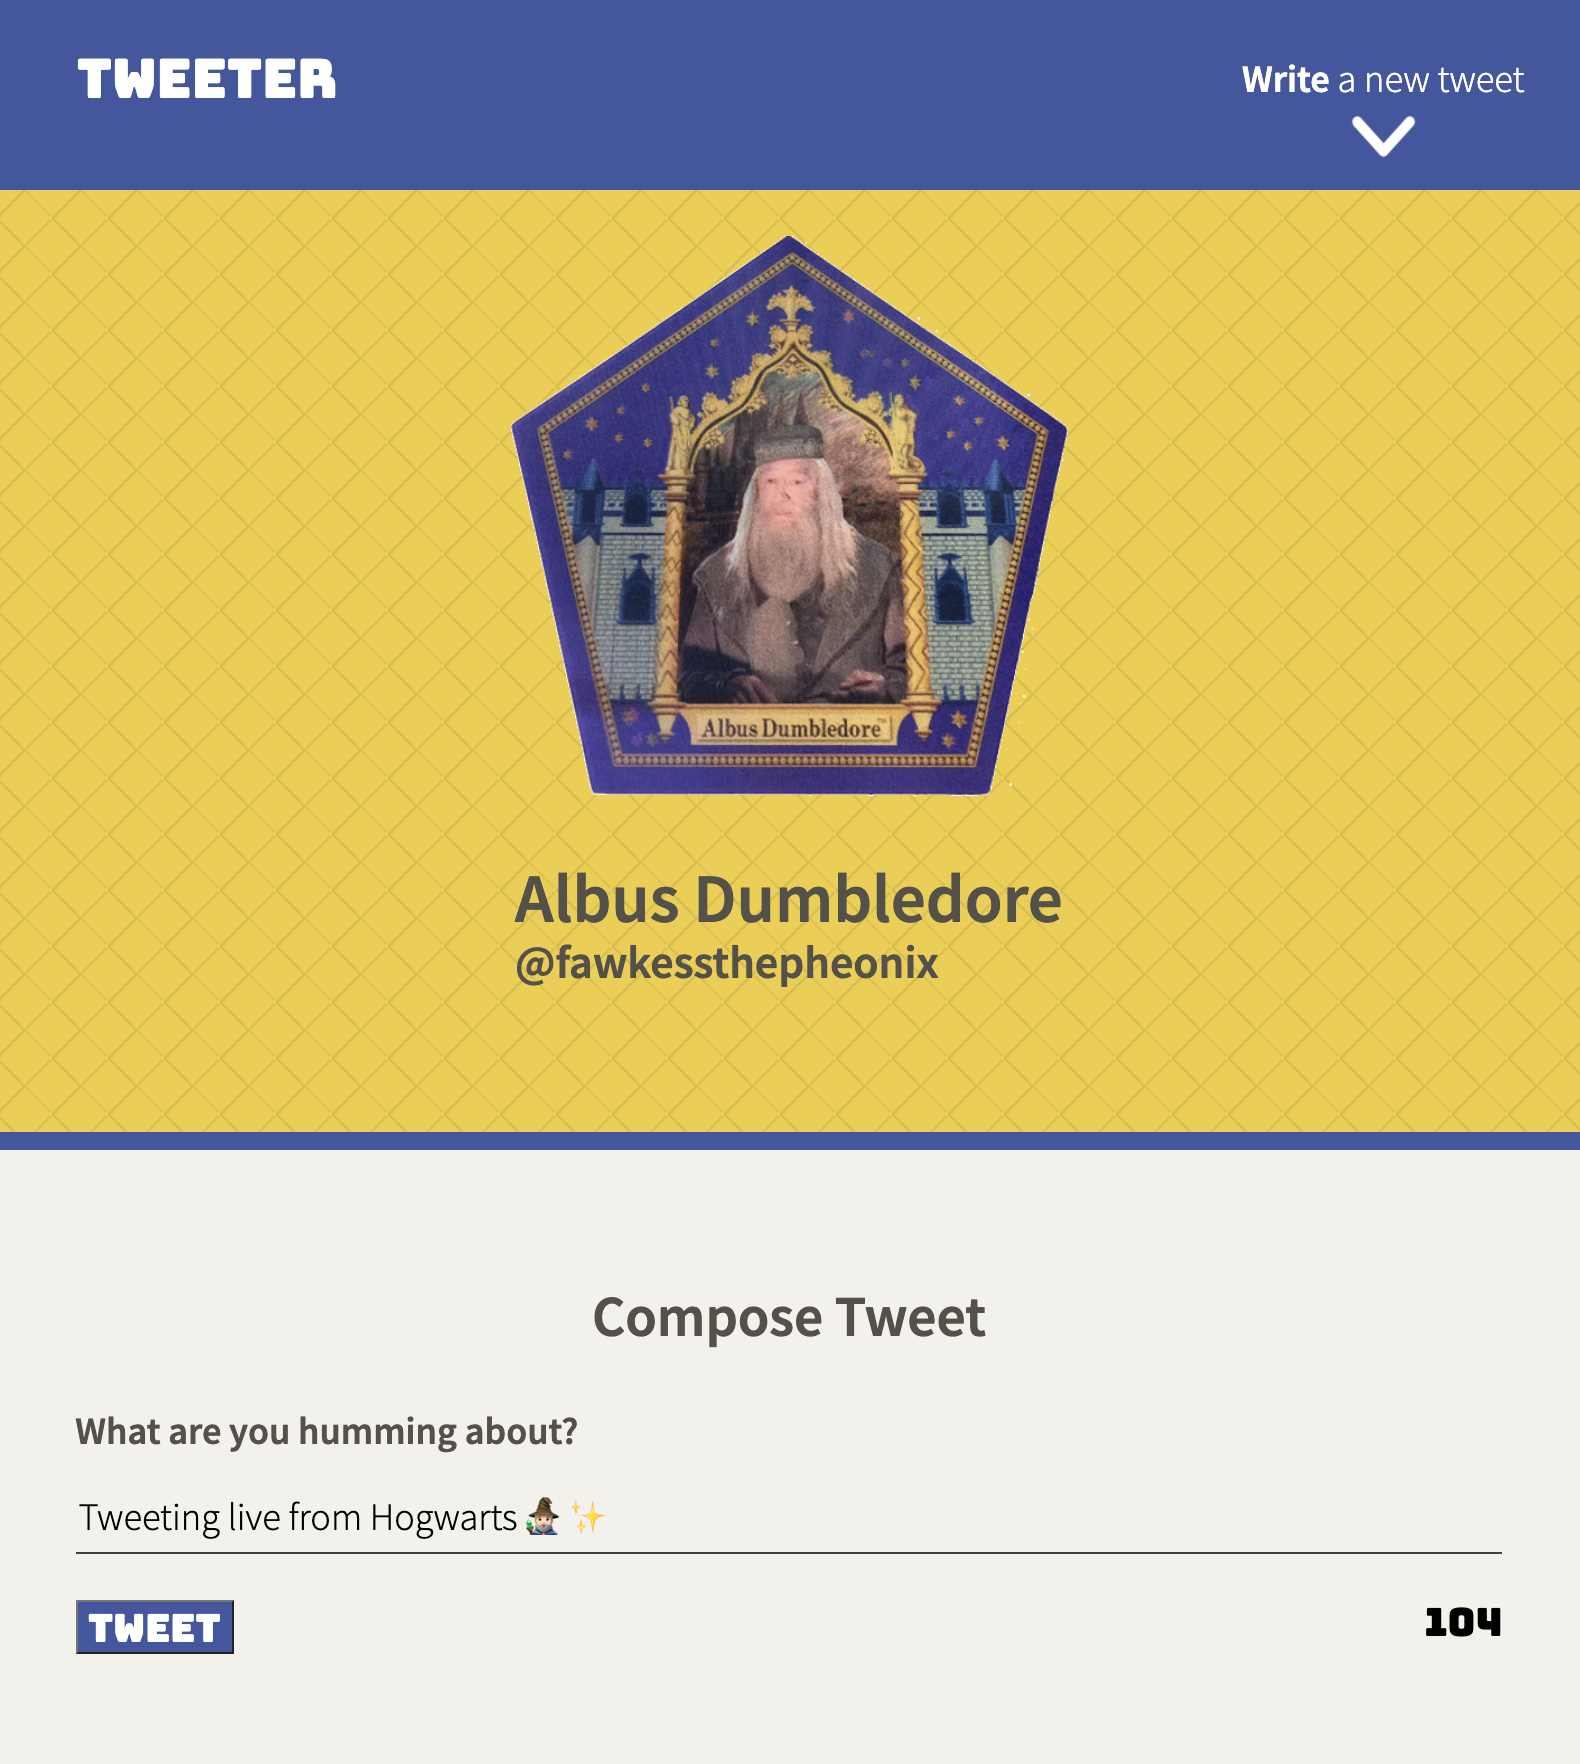 TWEETER
Write a new tweet
Albus Dumbledore™
Albus Dumbledore
@fawkessthepheonix
Compose Tweet
What are you humming about?
Tweeting live from Hogwarts 🧙🏻‍♂️ ✨
TWEET
104